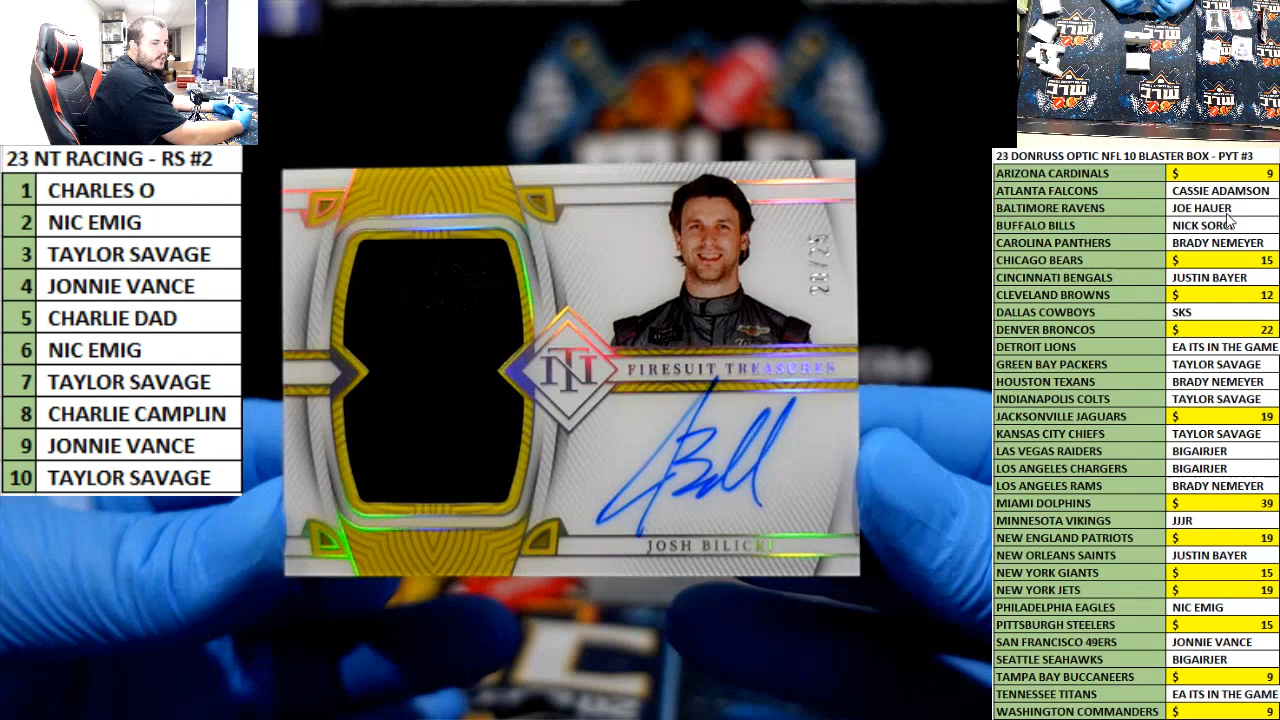 23 NT RACING - RS #2
1 CHARLES O
2 NIC EMIG
3 TAYLOR SAVAGE
4 JONNIE VANCE
5 CHARLIE DAD
6 NIC EMIG
7 TAYLOR SAVAGE
8 CHARLIE CAMPLIN
9 JONNIE VANCE
10 TAYLOR SAVAGE
NT
FIRESUIT TREASURES
JOSH BILICKI
23 DONRUSS OPTIC NFL 10 BLASTER BOX - PYT #3
ARIZONA CARDINALS $ 9
ATLANTA FALCONS CASSIE ADAMSON
BALTIMORE RAVENS JOE HAUER
BUFFALO BILLS NICK
CAROLINA PANTHERS BRADY NEMEYER
CHICAGO BEARS $ 15
CINCINNATI BENGALS JUSTIN BAYER
CLEVELAND BROWNS $ 12
DALLAS COWBOYS SKS
DENVER BRONCOS $ 22
DETROIT LIONS EA ITS IN THE GAME
GREEN BAY PACKERS TAYLOR SAVAGE
HOUSTON TEXANS BRADY NEMEYER
INDIANAPOLIS COLTS TAYLOR SAVAGE
JACKSONVILLE JAGUARS $ 19
KANSAS CITY CHIEFS TAYLOR SAVAGE
LAS VEGAS RAIDERS BIGAIRJER
LOS ANGELES CHARGERS BIGAIRJER
LOS ANGELES RAMS BRADY NEMEYER
MIAMI DOLPHINS $ 39
MINNESOTA VIKINGS JJJR
NEW ENGLAND PATRIOTS $ 19
NEW ORLEANS SAINTS JUSTIN BAYER
NEW YORK GIANTS $ 15
NEW YORK JETS $ 19
PHILADELPHIA EAGLES NIC EMIG
PITTSBURGH STEELERS $ 15
SAN FRANCISCO 49ERS JONNIE VANCE
SEATTLE SEAHAWKS BIGAIRJER
TAMPA BAY BUCCANEERS $ 9
TENNESSEE TITANS EA ITS IN THE GAME
WASHINGTON COMMANDERS $ 9